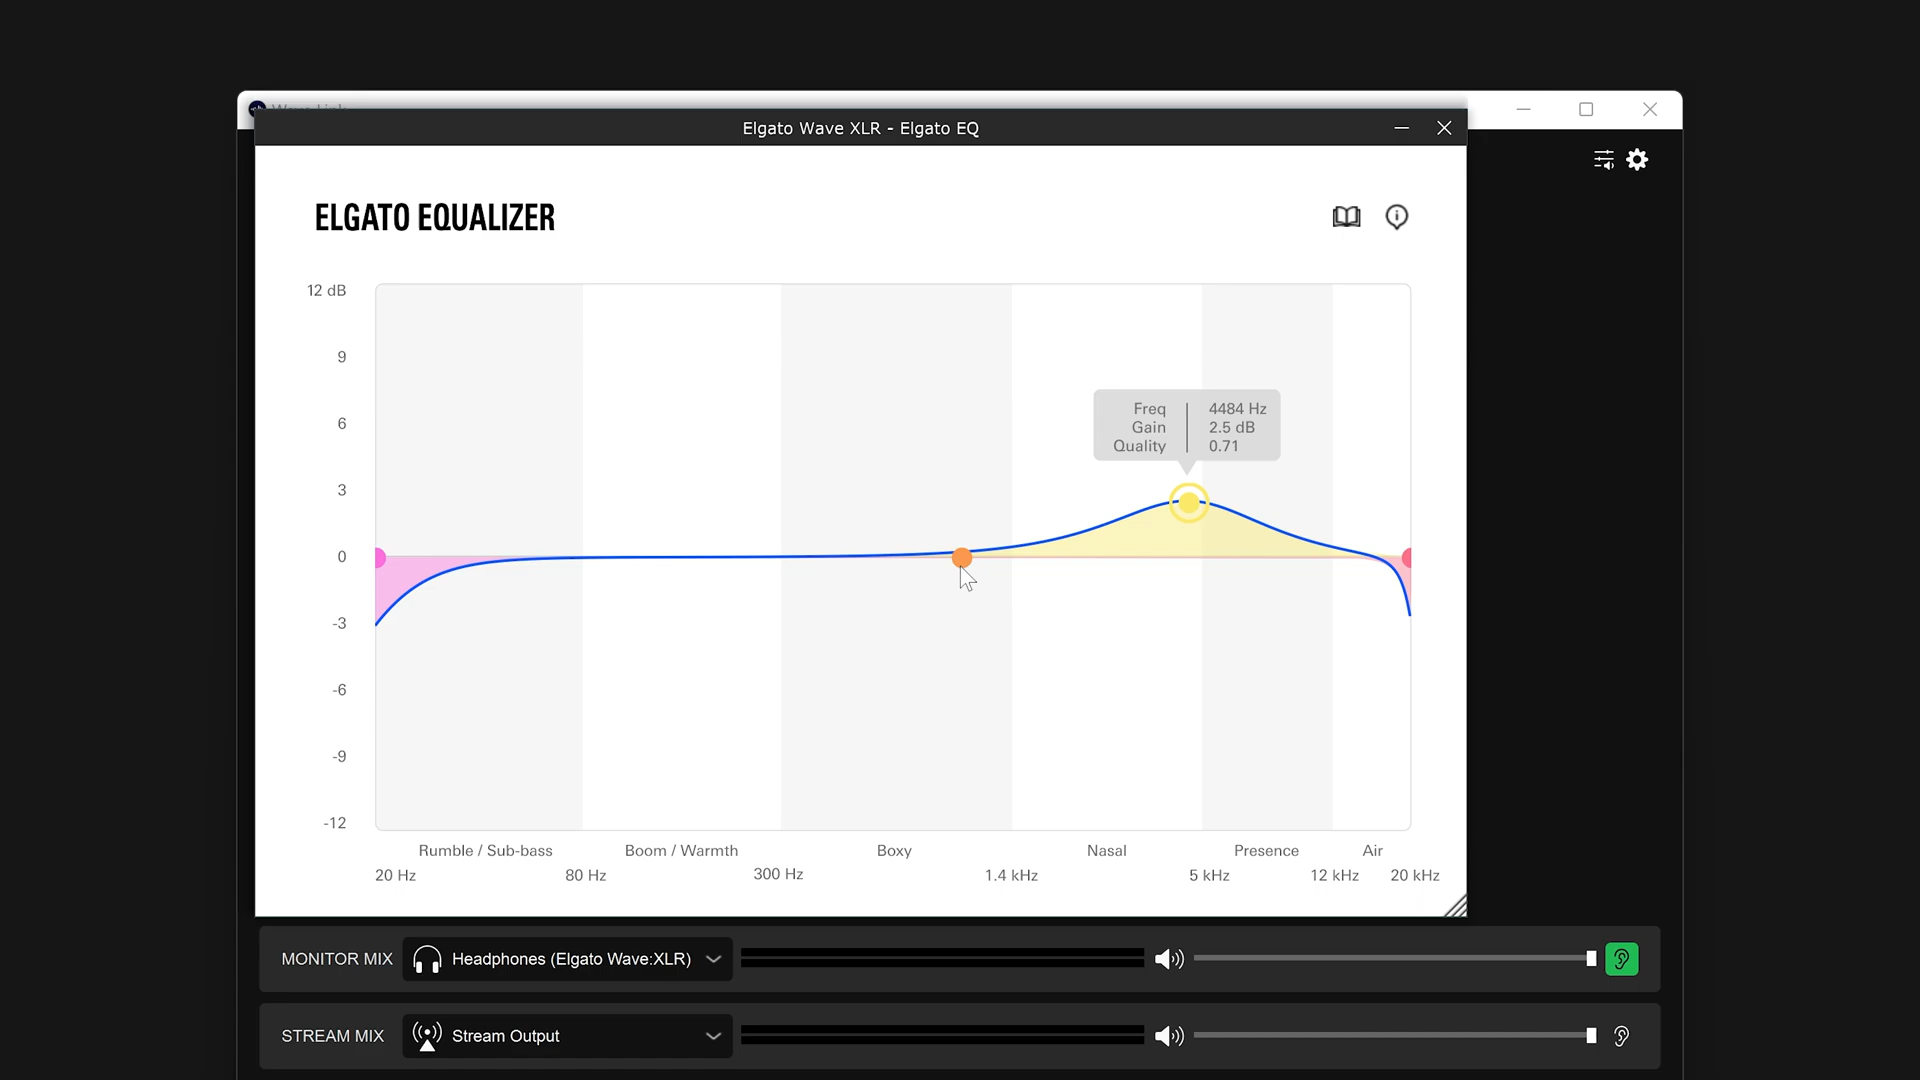 Wave Link
Elgato Wave XLR - Elgato EQ
ELGATO EQUALIZER
12 dB
9
6
3
0
-3
-6
-9
-12
Freq 4484 Hz
Gain 2.5 dB
Quality 0.71
Rumble / Sub-bass Boom / Warmth Boxy Nasal Presence Air
20 Hz 80 Hz 300 Hz 1.4 kHz 5 kHz 12 kHz 20 kHz
MONITOR MIX Headphones (Elgato Wave:XLR)
STREAM MIX Stream Output